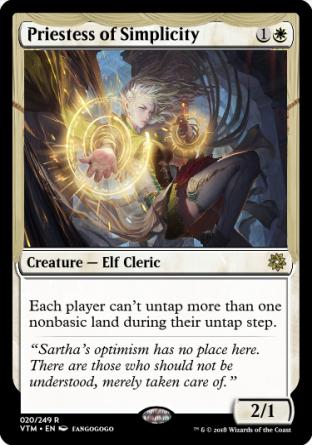 Priestess of Simplicity 1
Creature — Elf Cleric
Each player can't untap more than one
nonbasic land during their untap step.
“Sartha's optimism has no place here.
There are those who should not be
understood, merely taken care of.”
2/1
020/249 R
VTM • EN FANGOGOGO
™ & © 2018 Wizards of the Coast